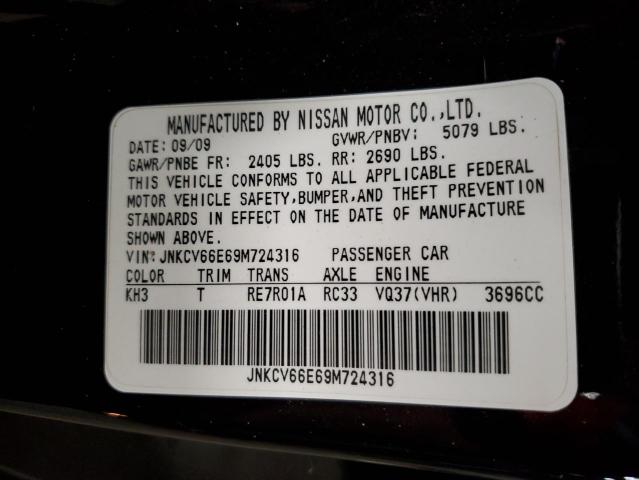 MANUFACTURED BY NISSAN MOTOR CO.,LTD.
DATE: 09/09 GVWR/PNBV: 5079 LBS.
GAWR/PNBE FR: 2405 LBS. RR: 2690 LBS.
THIS VEHICLE CONFORMS TO ALL APPLICABLE FEDERAL
MOTOR VEHICLE SAFETY,BUMPER,AND THEFT PREVENTION
STANDARDS IN EFFECT ON THE DATE OF MANUFACTURE
SHOWN ABOVE.
VIN: JNKCV66E69M724316 PASSENGER CAR
COLOR TRIM TRANS AXLE ENGINE
KH3 T RE7R01A RC33 VQ37(VHR) 3696CC
JNKCV66E69M724316